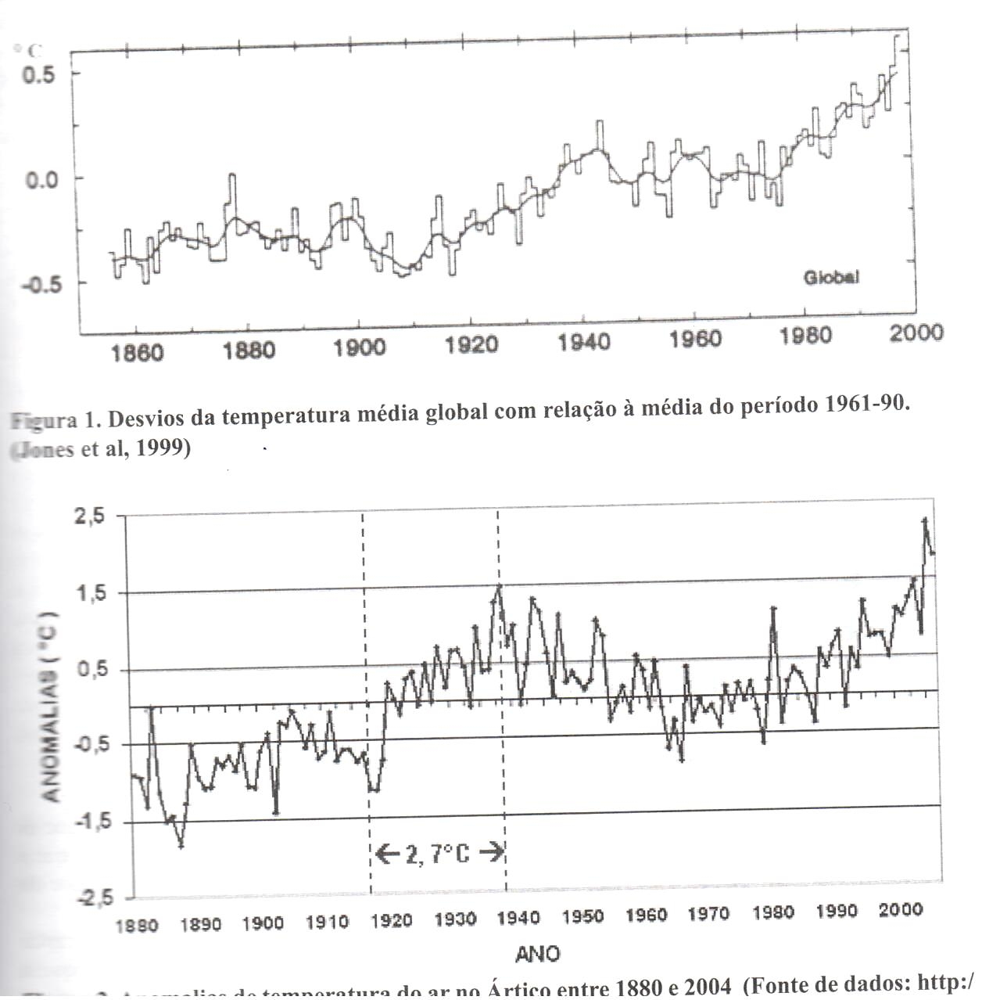 ° C
0.5
0.0
-0.5
Global
1860 1880 1900 1920 1940 1960 1980 2000
Figura 1. Desvios da temperatura média global com relação à média do período 1961-90.
(Jones et al, 1999)
2,5
1,5
0,5
-0,5
-1,5
-2,5
ANOMALIAS ( °C )
← 2, 7°C →
1880 1890 1900 1910 1920 1930 1940 1950 1960 1970 1980 1990 2000
ANO
Anomalias de temperatura do ar no Ártico entre 1880 e 2004 (Fonte de dados: http:/